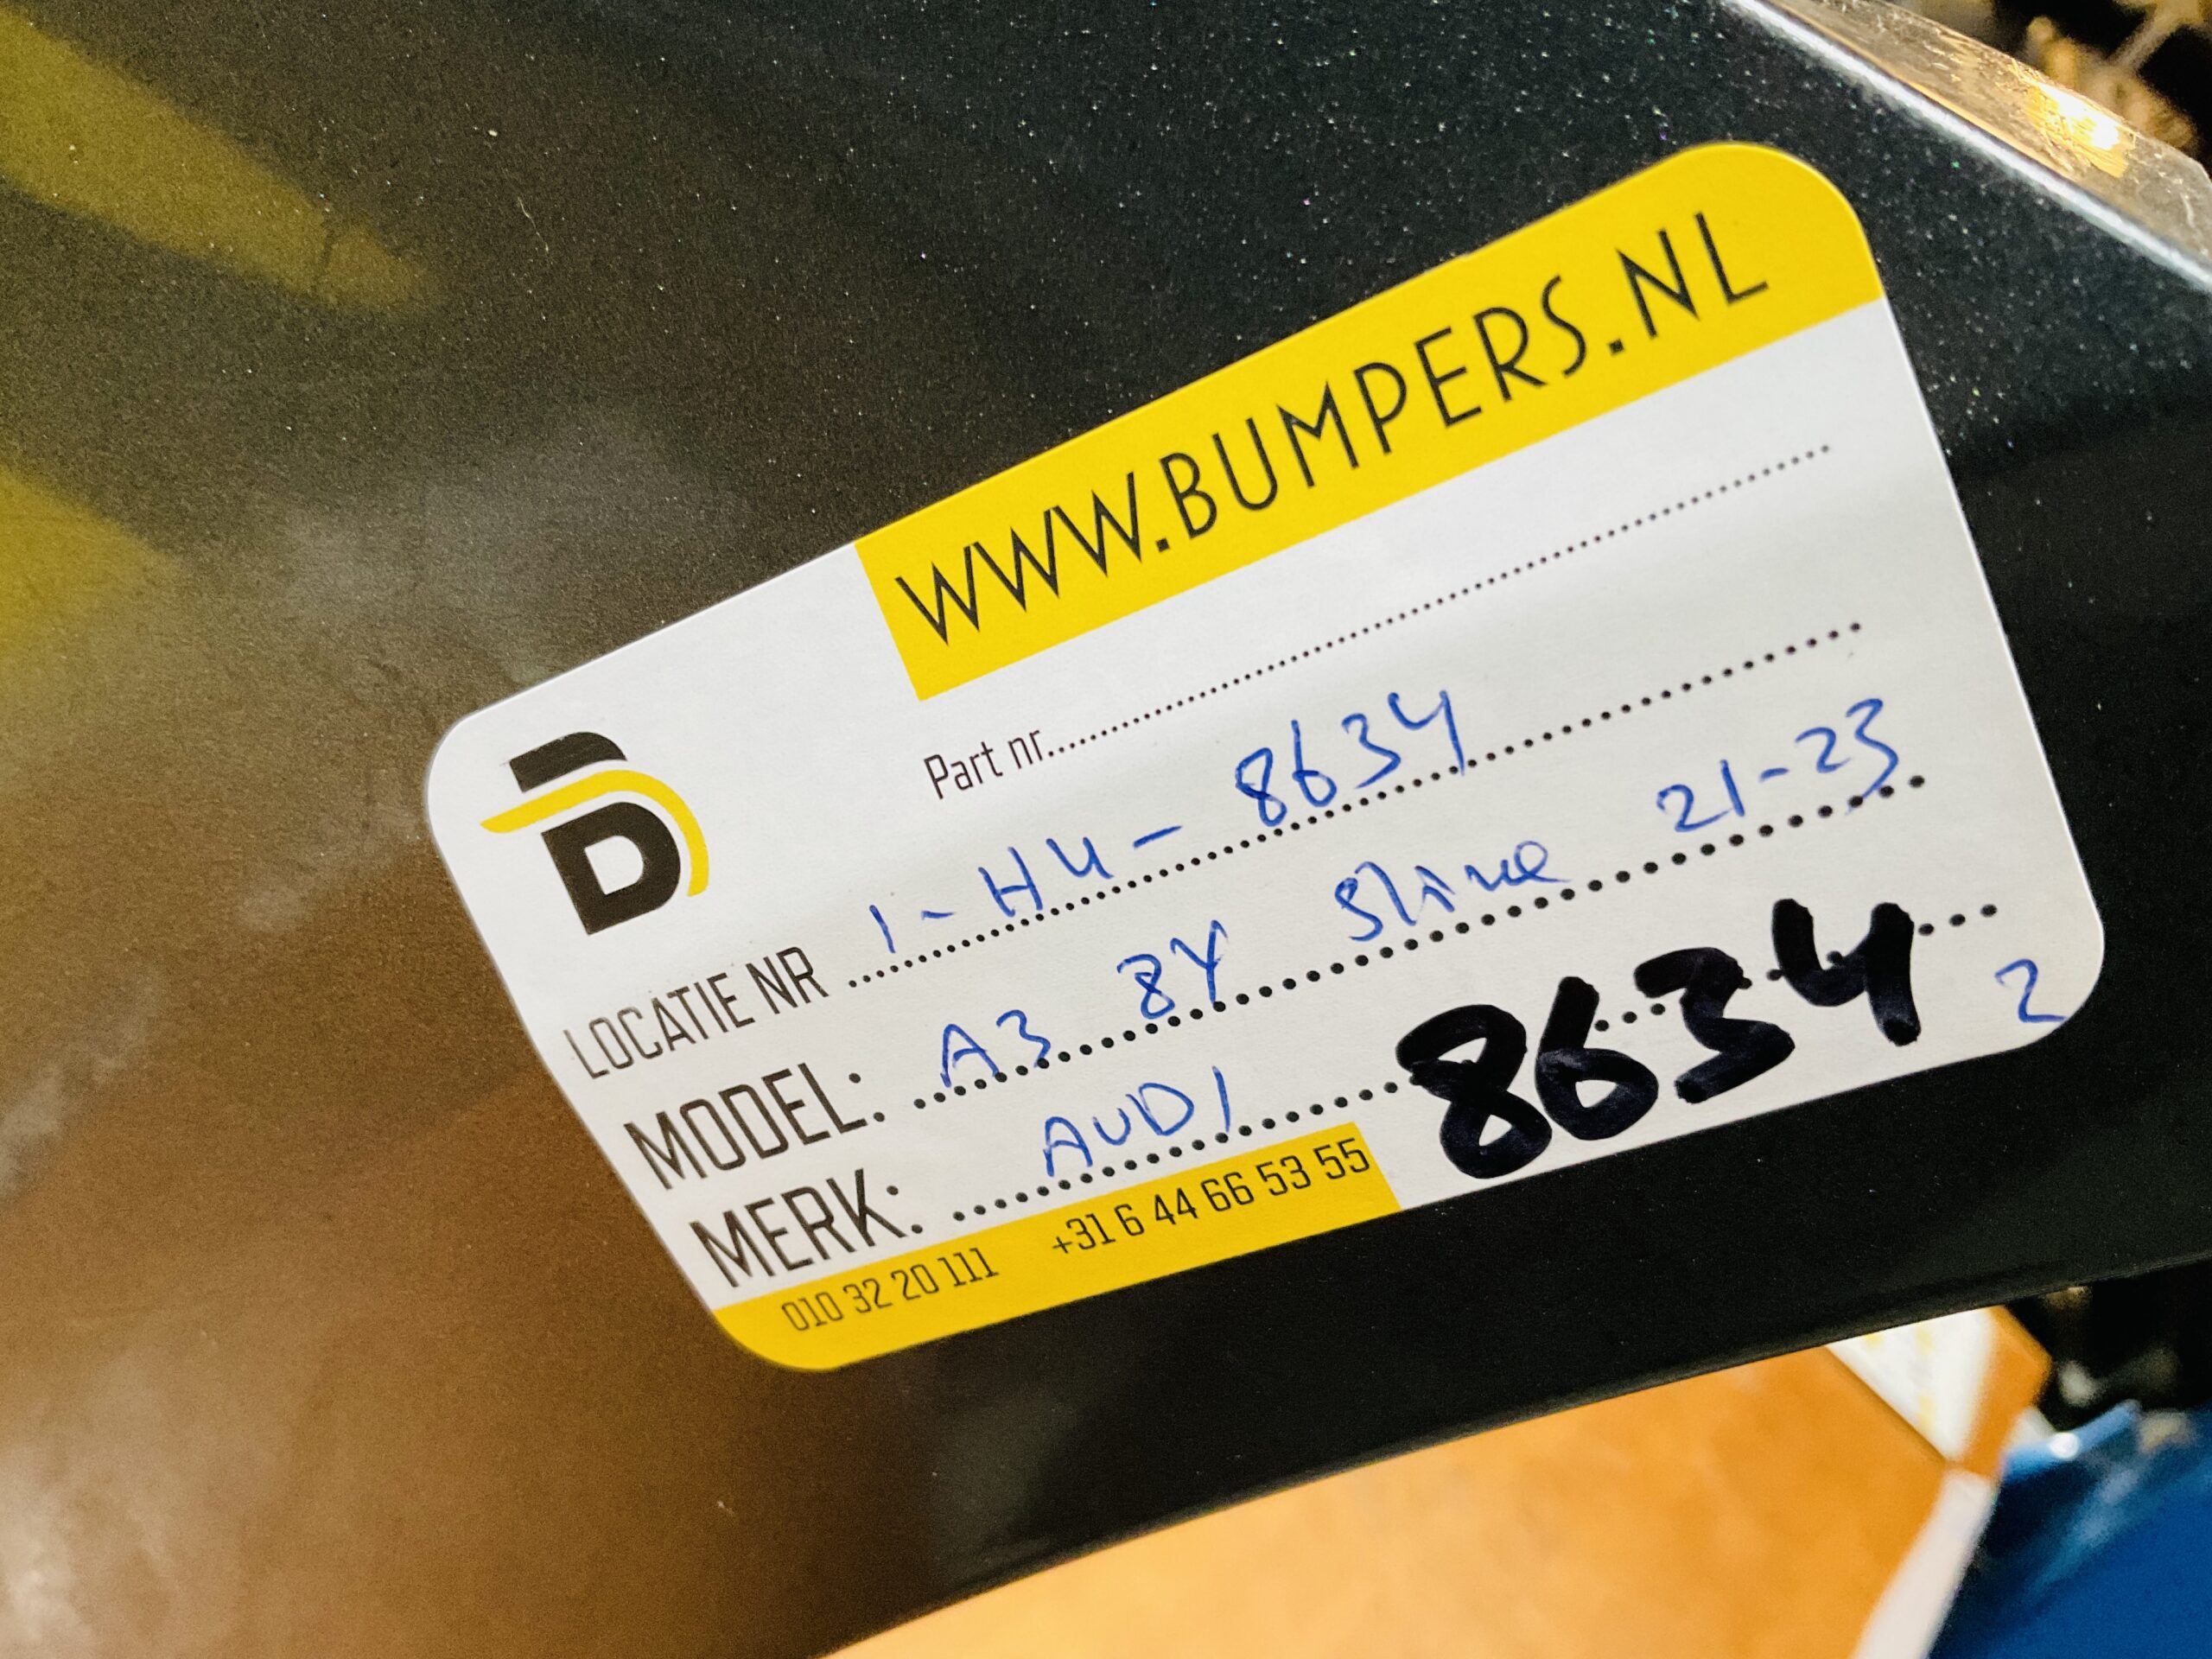 WWW.BUMPERS.NL
Part nr.
LOCATIE NR 1-HU-8634
MODEL: A3 8Y Sline 21-23
MERK: AUDI 8634 2
010 32 20 111 +31 6 44 66 53 55